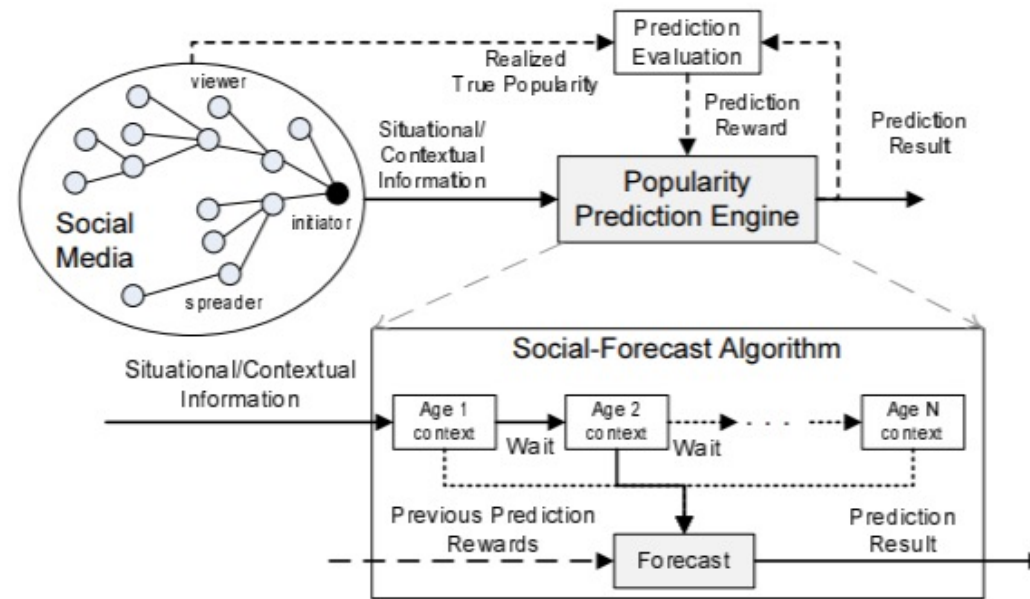 Prediction
Evaluation
Realized
True Popularity
viewer
Prediction
Reward
Prediction
Result
Situational/
Contextual
Information
Popularity
Prediction Engine
Social
Media
initiator
spreader
Social-Forecast Algorithm
Situational/Contextual
Information
Age 1
context
Wait
Age 2
context
Wait
. . .
Age N
context
Previous Prediction
Rewards
Forecast
Prediction
Result